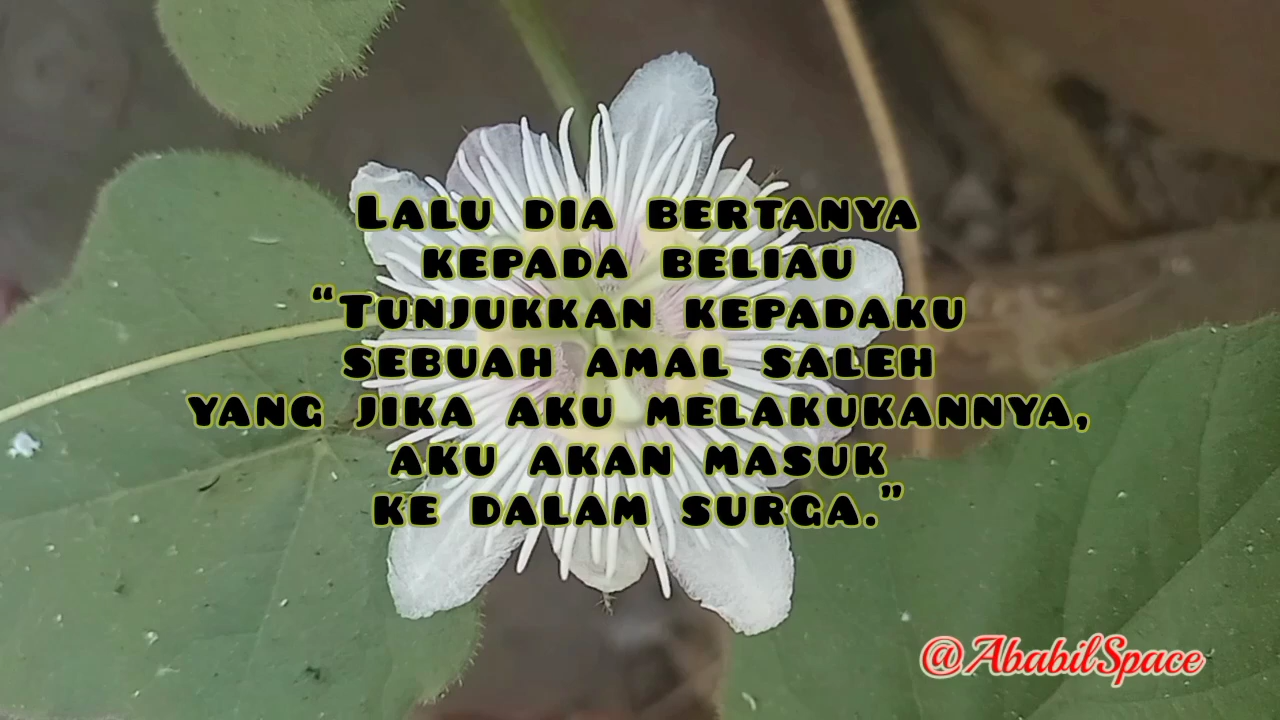 Lalu dia bertanya
kepada beliau
“Tunjukkan kepadaku
sebuah amal saleh
yang jika aku melakukannya,
aku akan masuk
ke dalam surga.”
@AbabilSpace